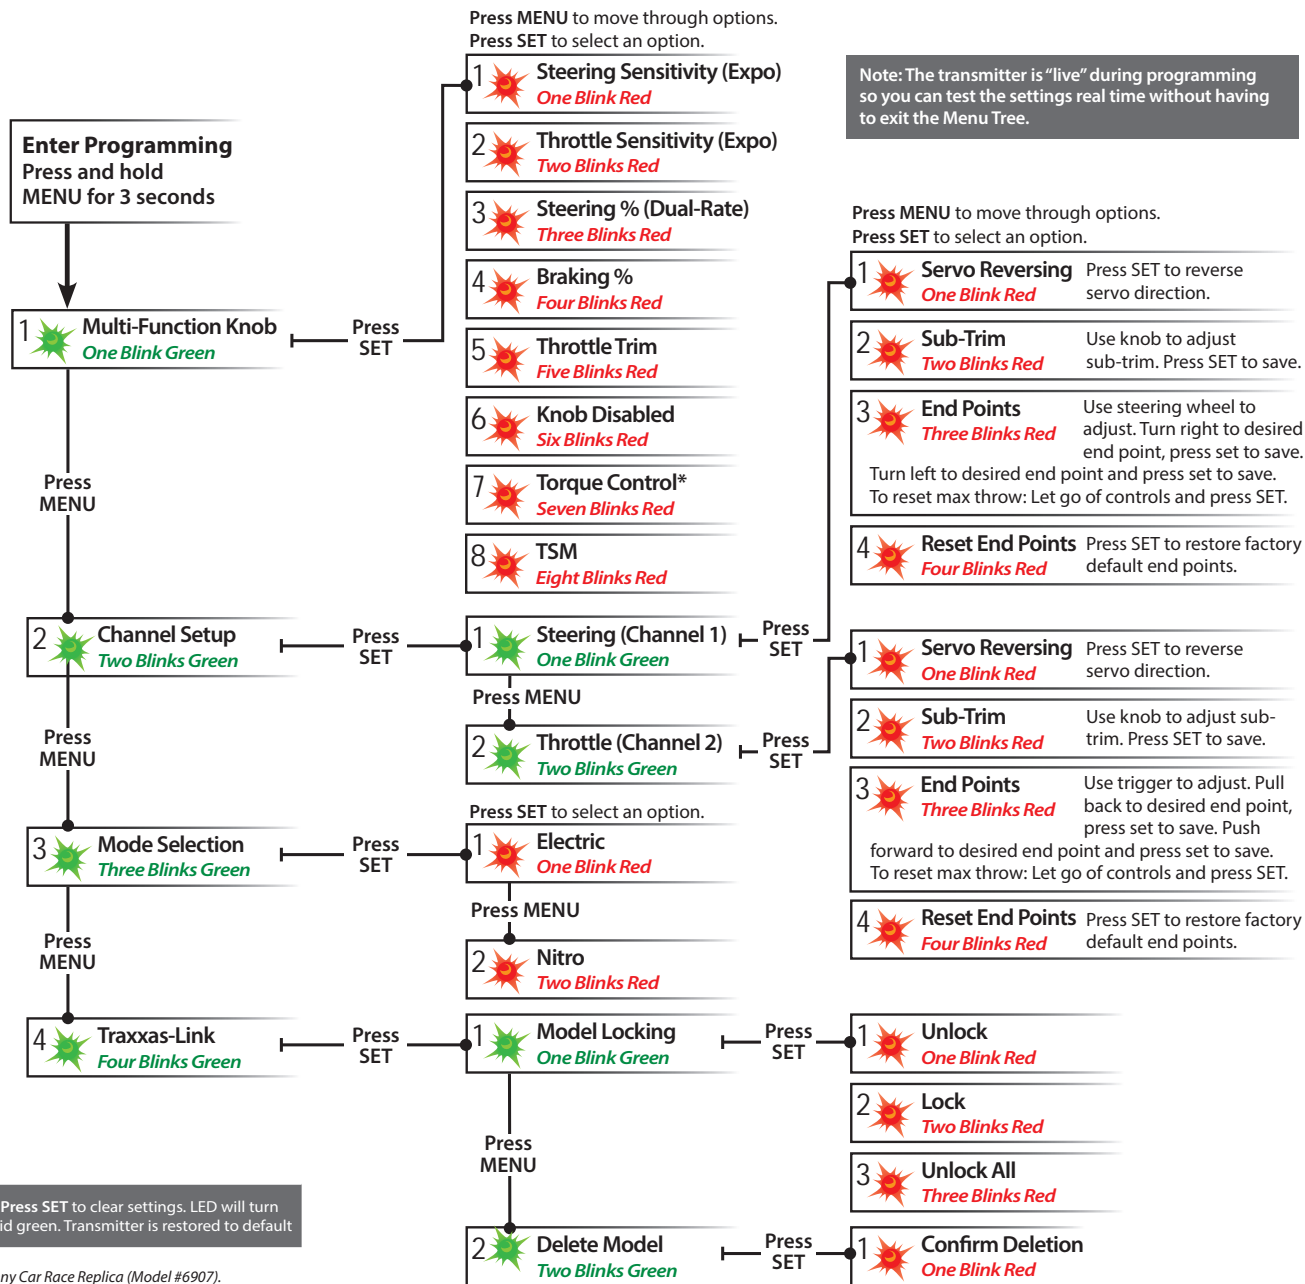 Press MENU to move through options.
Press SET to select an option.
1 Steering Sensitivity (Expo)
One Blink Red
2 Throttle Sensitivity (Expo)
Two Blinks Red
3 Steering % (Dual-Rate)
Three Blinks Red
4 Braking %
Four Blinks Red
5 Throttle Trim
Five Blinks Red
6 Knob Disabled
Six Blinks Red
7 Torque Control*
Seven Blinks Red
8 TSM
Eight Blinks Red
Note: The transmitter is “live” during programming
so you can test the settings real time without having
to exit the Menu Tree.
Enter Programming
Press and hold
MENU for 3 seconds
1 Multi-Function Knob
One Blink Green
Press
SET
Press
MENU
2 Channel Setup
Two Blinks Green
Press
SET
1 Steering (Channel 1)
One Blink Green
Press
SET
Press MENU
2 Throttle (Channel 2)
Two Blinks Green
Press
SET
Press MENU to move through options.
Press SET to select an option.
1 Servo Reversing
One Blink Red
Press SET to reverse
servo direction.
2 Sub-Trim
Two Blinks Red
Use knob to adjust
sub-trim. Press SET to save.
3 End Points
Three Blinks Red
Use steering wheel to
adjust. Turn right to desired
end point, press set to save.
Turn left to desired end point and press set to save.
To reset max throw: Let go of controls and press SET.
4 Reset End Points
Four Blinks Red
Press SET to restore factory
default end points.
1 Servo Reversing
One Blink Red
Press SET to reverse
servo direction.
2 Sub-Trim
Two Blinks Red
Use knob to adjust sub-
trim. Press SET to save.
3 End Points
Three Blinks Red
Use trigger to adjust. Pull
back to desired end point,
press set to save. Push
forward to desired end point and press set to save.
To reset max throw: Let go of controls and press SET.
4 Reset End Points
Four Blinks Red
Press SET to restore factory
default end points.
Press
MENU
3 Mode Selection
Three Blinks Green
Press
SET
Press SET to select an option.
1 Electric
One Blink Red
Press MENU
2 Nitro
Two Blinks Red
Press
MENU
4 Traxxas-Link
Four Blinks Green
Press
SET
1 Model Locking
One Blink Green
Press
SET
1 Unlock
One Blink Red
2 Lock
Two Blinks Red
3 Unlock All
Three Blinks Red
Press
MENU
2 Delete Model
Two Blinks Green
Press
SET
1 Confirm Deletion
One Blink Red
Press SET to clear settings. LED will turn
id green. Transmitter is restored to default
ny Car Race Replica (Model #6907).